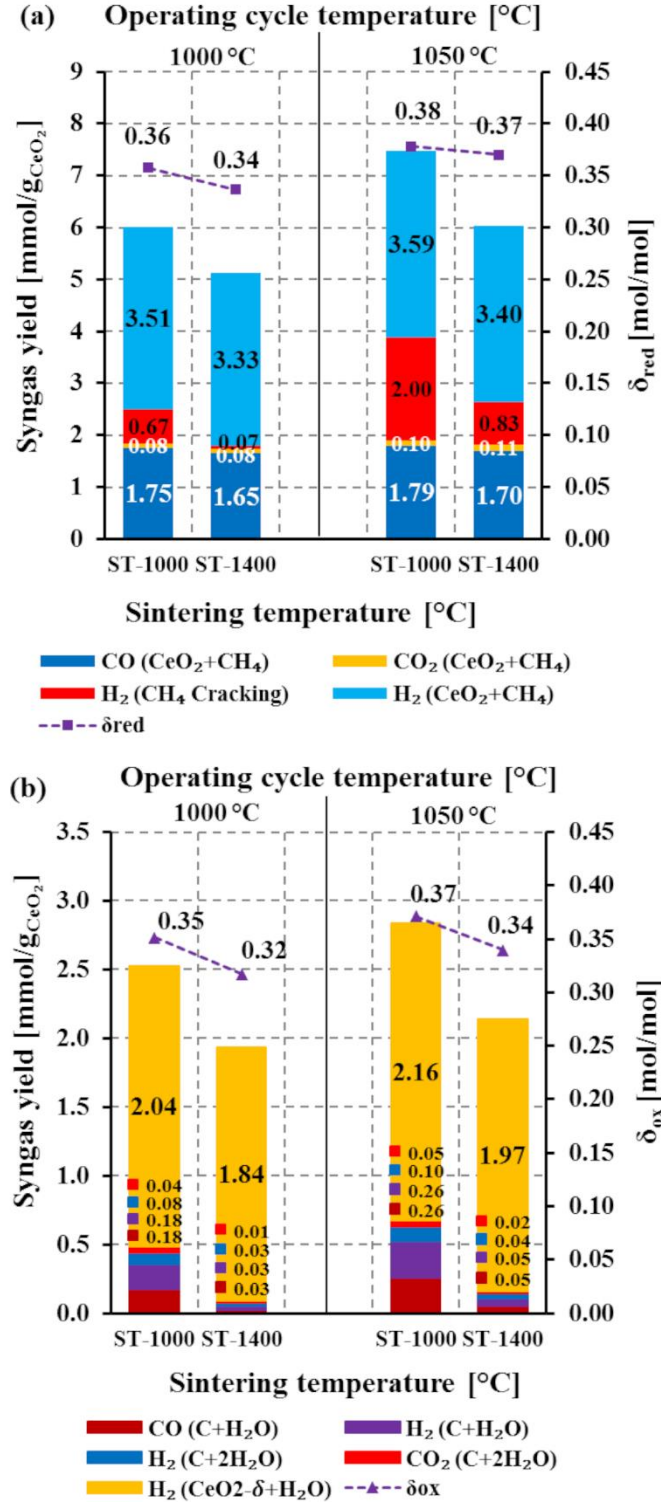 (a) Operating cycle temperature [°C]
1000 °C 1050 °C
9 0.45
8 0.40
7 0.35
6 0.30
5 0.25
4 0.20
3 0.15
2 0.10
1 0.05
0 0.00
Syngas yield [mmol/gCeO₂]
δred [mol/mol]
0.36 0.34 0.38 0.37
3.51 3.33 3.59 3.40
0.67 0.07 2.00 0.83
0.08 0.08 0.10 0.11
1.75 1.65 1.79 1.70
ST-1000 ST-1400 ST-1000 ST-1400
Sintering temperature [°C]
CO (CeO₂+CH₄) CO₂ (CeO₂+CH₄)
H₂ (CH₄ Cracking) H₂ (CeO₂+CH₄)
δred
(b) Operating cycle temperature [°C]
1000 °C 1050 °C
3.5 0.45
3.0 0.40
2.5 0.35
2.0 0.30
1.5 0.25
1.0 0.20
0.5 0.15
0.0 0.10
0.05
0.00
Syngas yield [mmol/gCeO₂]
δox [mol/mol]
0.35 0.32 0.37 0.34
2.04 1.84 2.16 1.97
0.04 0.01 0.05 0.02
0.08 0.03 0.10 0.04
0.18 0.03 0.26 0.05
0.18 0.03 0.26 0.05
ST-1000 ST-1400 ST-1000 ST-1400
Sintering temperature [°C]
CO (C+H₂O) H₂ (C+H₂O)
H₂ (C+2H₂O) CO₂ (C+2H₂O)
H₂ (CeO2-δ+H₂O) δox